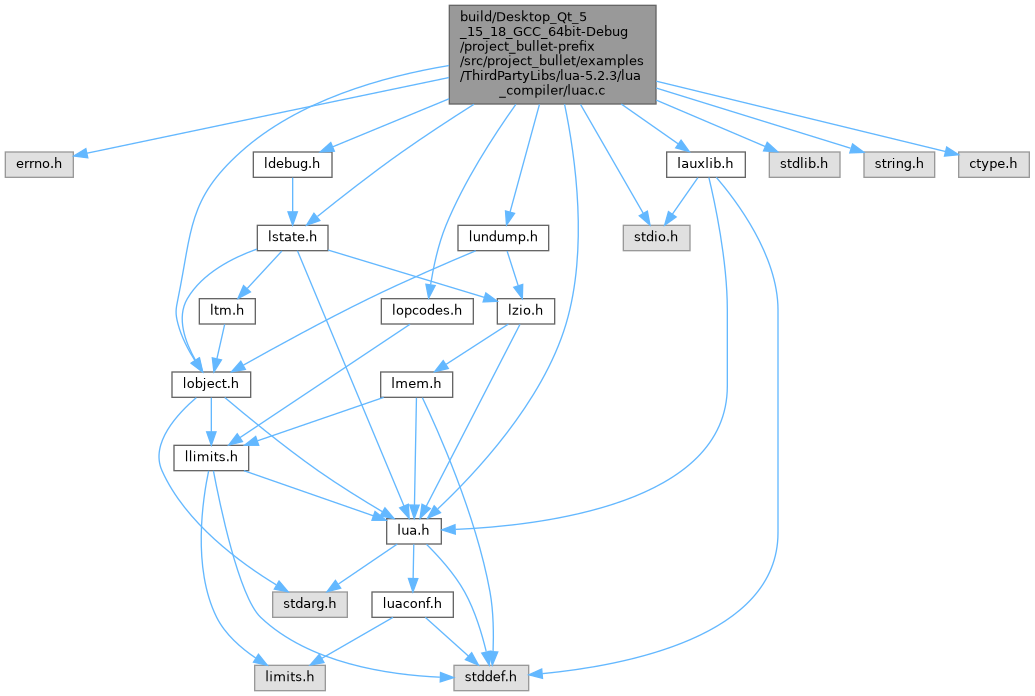 build/Desktop_Qt_5
_15_18_GCC_64bit-Debug
/project_bullet-prefix
/src/project_bullet/examples
/ThirdPartyLibs/lua-5.2.3/lua
_compiler/luac.c
errno.h
ldebug.h
lauxlib.h
stdlib.h
string.h
ctype.h
lstate.h
lundump.h
stdio.h
ltm.h
lopcodes.h
lzio.h
lobject.h
lmem.h
llimits.h
lua.h
stdarg.h
luaconf.h
limits.h
stddef.h